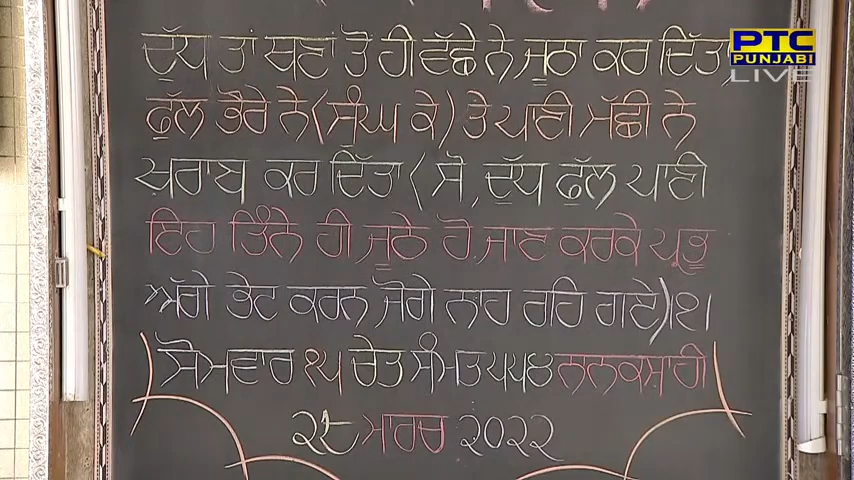 PTC
PUNJABI
LIVE
ਦੁੱਧ ਤਾਂ ਥਣਾਂ ਤੋਂ ਹੀ ਵੱਛੇ ਨੇ ਜੂਠਾ ਕਰ ਦਿੱਤਾ,
ਫੁੱਲ ਭੌਰੇ ਨੇ (ਸੁੰਘ ਕੇ) ਤੇ ਪਾਣੀ ਮੱਛੀ ਨੇ
ਖ਼ਰਾਬ ਕਰ ਦਿੱਤਾ (ਸੋ, ਦੁੱਧ ਫੁੱਲ ਪਾਣੀ
ਇਹ ਤਿੰਨੇ ਹੀ ਜੂਠੇ ਹੋ ਜਾਣ ਕਰਕੇ ਪ੍ਰਭੂ
ਅੱਗੇ ਭੇਟ ਕਰਨ ਜੋਗੇ ਨਾਹ ਰਹਿ ਗਏ)।੧।
ਸੋਮਵਾਰ ੧੫ ਚੇਤ ਸੰਮਤ ੫੫੪ ਨਾਨਕਸ਼ਾਹੀ
੨੮ ਮਾਰਚ ੨੦੨੨